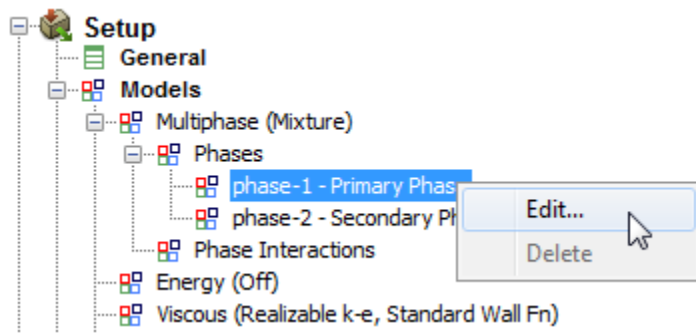 Setup
General
Models
Multiphase (Mixture)
Phases
phase-1 - Primary Phas
Edit...
phase-2 - Secondary P
Delete
Phase Interactions
Energy (Off)
Viscous (Realizable k-e, Standard Wall Fn)